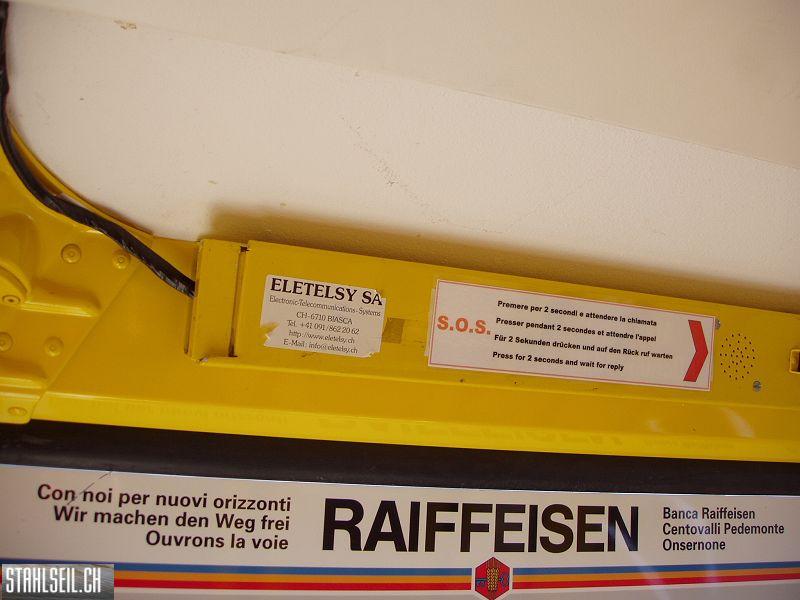 ELETELSY SA
Electronic-Telecommunications-Systems
CH-6710 BIASCA
Tel. +41 091/862 20 62
http://www.eletelsy.ch
E-Mail: info@eletelsy.ch
S.O.S.
Premere per 2 secondi e attendere la chiamata
Presser pendant 2 secondes et attendre l'appel
Für 2 Sekunden drücken und auf den Rück ruf warten
Press for 2 seconds and wait for reply
Con noi per nuovi orizzonti
Wir machen den Weg frei
Ouvrons la voie
RAIFFEISEN
Banca Raiffeisen
Centovalli Pedemonte
Onsernone
STAHLSEIL.CH